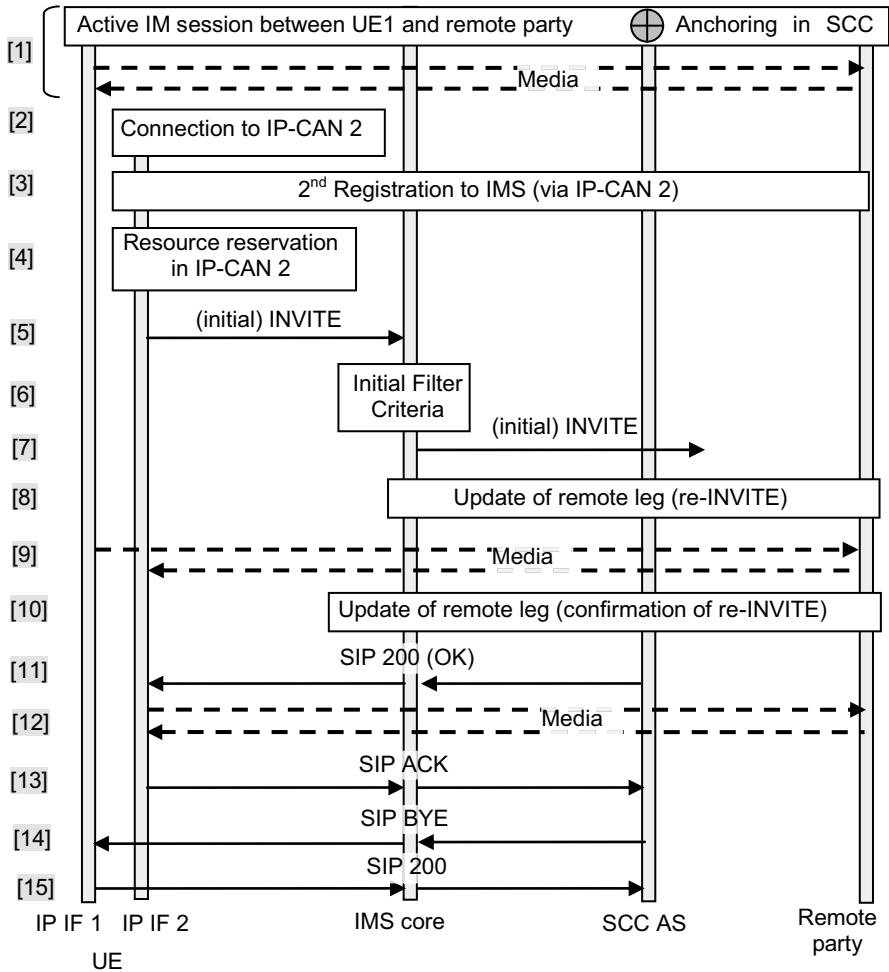 Active IM session between UE1 and remote party Anchoring in SCC
[1]
Media
[2]
Connection to IP-CAN 2
[3]
2nd Registration to IMS (via IP-CAN 2)
[4]
Resource reservation
in IP-CAN 2
[5]
(initial) INVITE
[6]
Initial Filter
Criteria
[7]
(initial) INVITE
[8]
Update of remote leg (re-INVITE)
[9]
Media
[10]
Update of remote leg (confirmation of re-INVITE)
[11]
SIP 200 (OK)
[12]
Media
[13]
SIP ACK
[14]
SIP BYE
[15]
SIP 200
IP IF 1 IP IF 2 IMS core SCC AS Remote
party
UE